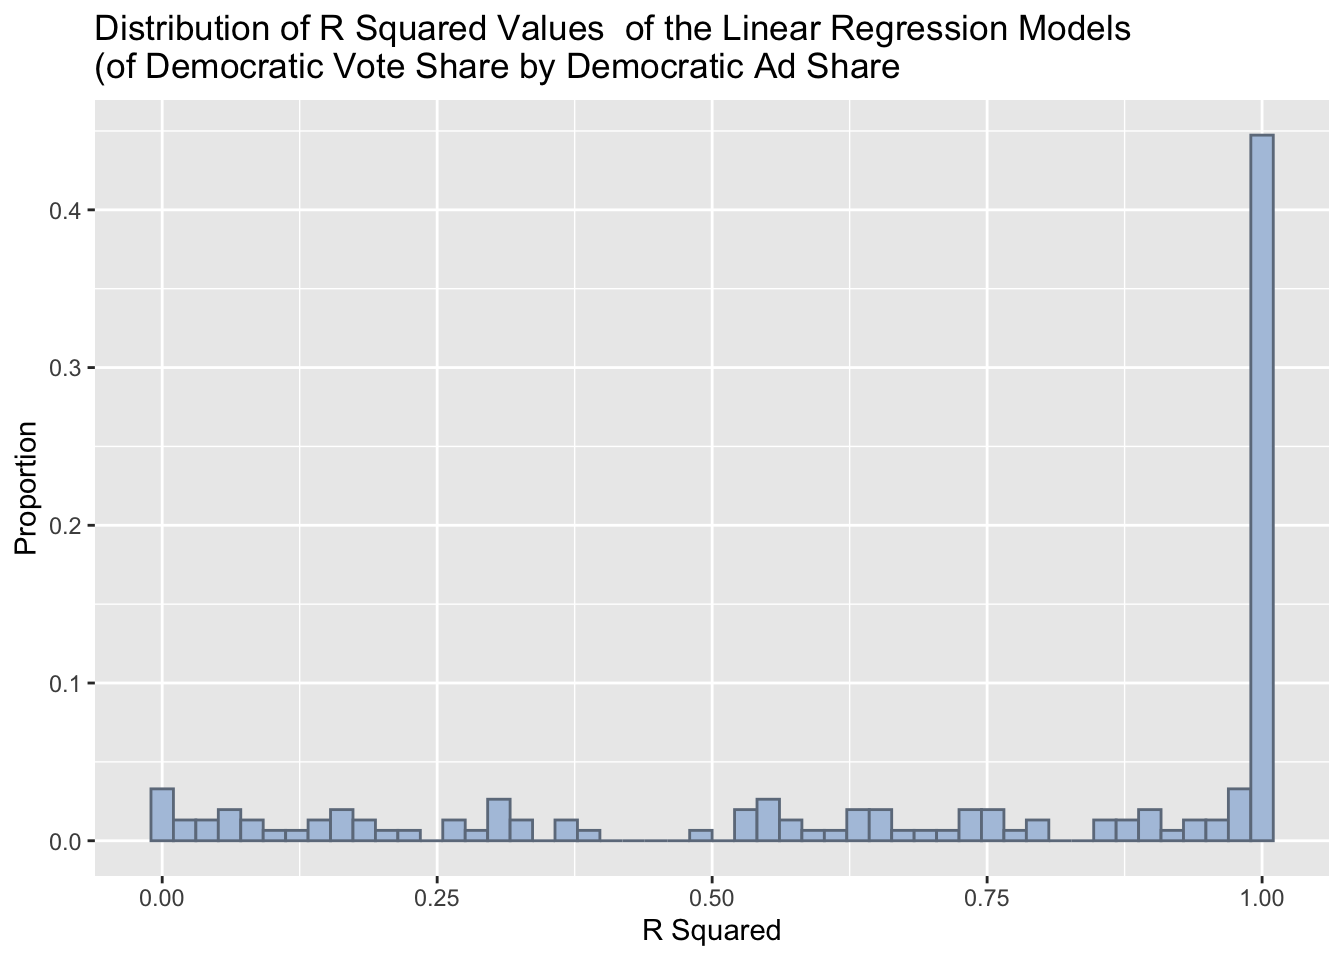 Distribution of R Squared Values  of the Linear Regression Models
(of Democratic Vote Share by Democratic Ad Share
Proportion
0.4
0.3
0.2
0.1
0.0
0.00 0.25 0.50 0.75 1.00
R Squared